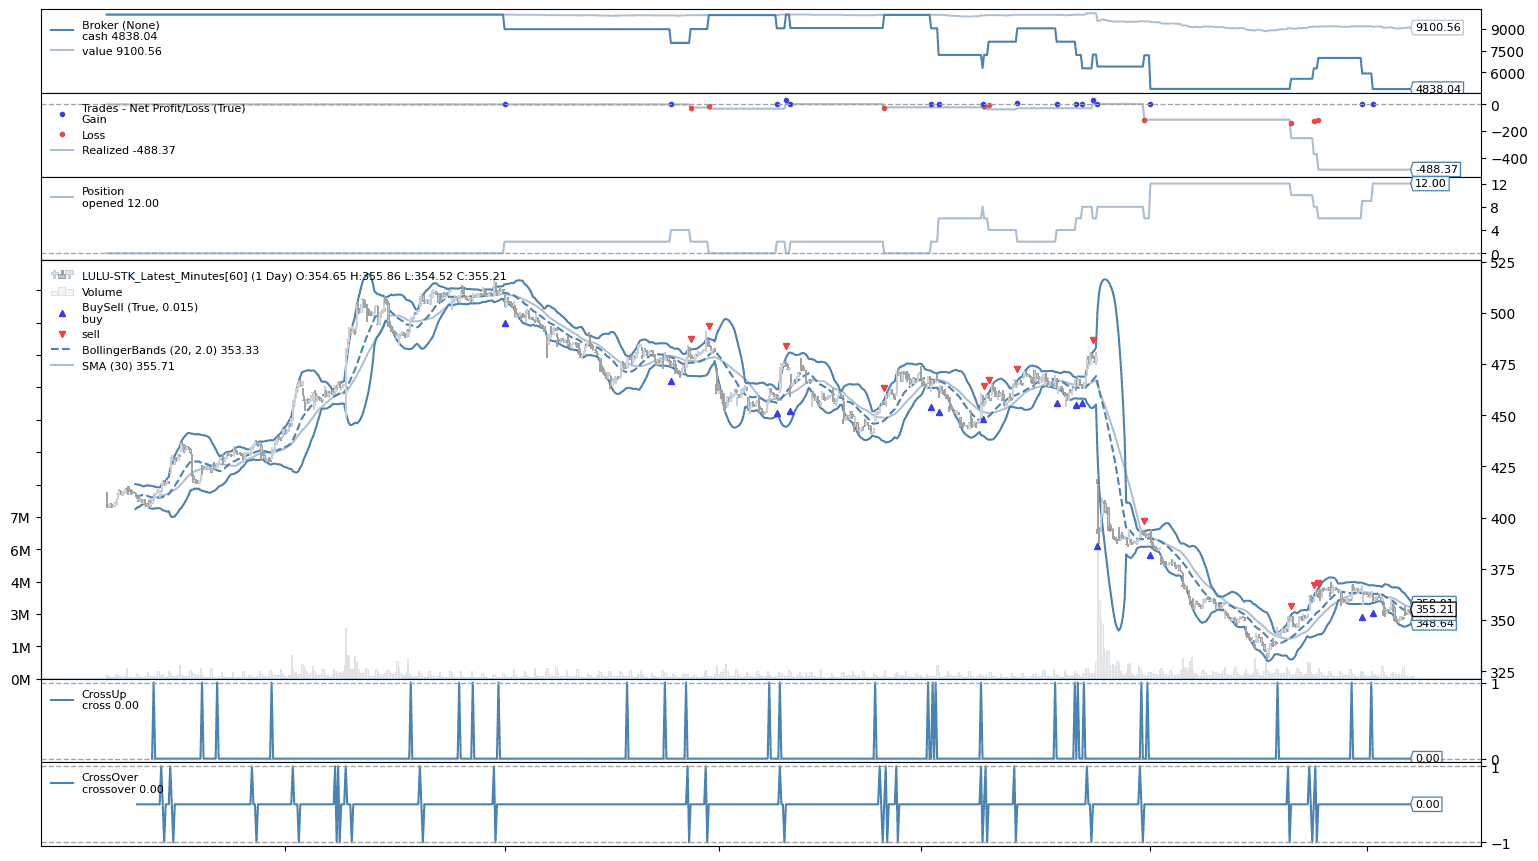 Broker (None)
cash 4838.04
value 9100.56
9100.56
9000
7500
6000
4838.04
Trades - Net Profit/Loss (True)
Gain
Loss
Realized -488.37
0
−200
−400
-488.37
Position
opened 12.00
12.00
12
8
4
0
LULU-STK_Latest_Minutes[60] (1 Day) O:354.65 H:355.86 L:354.52 C:355.21
Volume
BuySell (True, 0.015)
buy
sell
BollingerBands (20, 2.0) 353.33
SMA (30) 355.71
525
500
475
450
425
400
375
350
325
355.21
348.64
7M
6M
4M
3M
1M
0M
CrossUp
cross 0.00
1
0
0.00
CrossOver
crossover 0.00
1
0.00
−1